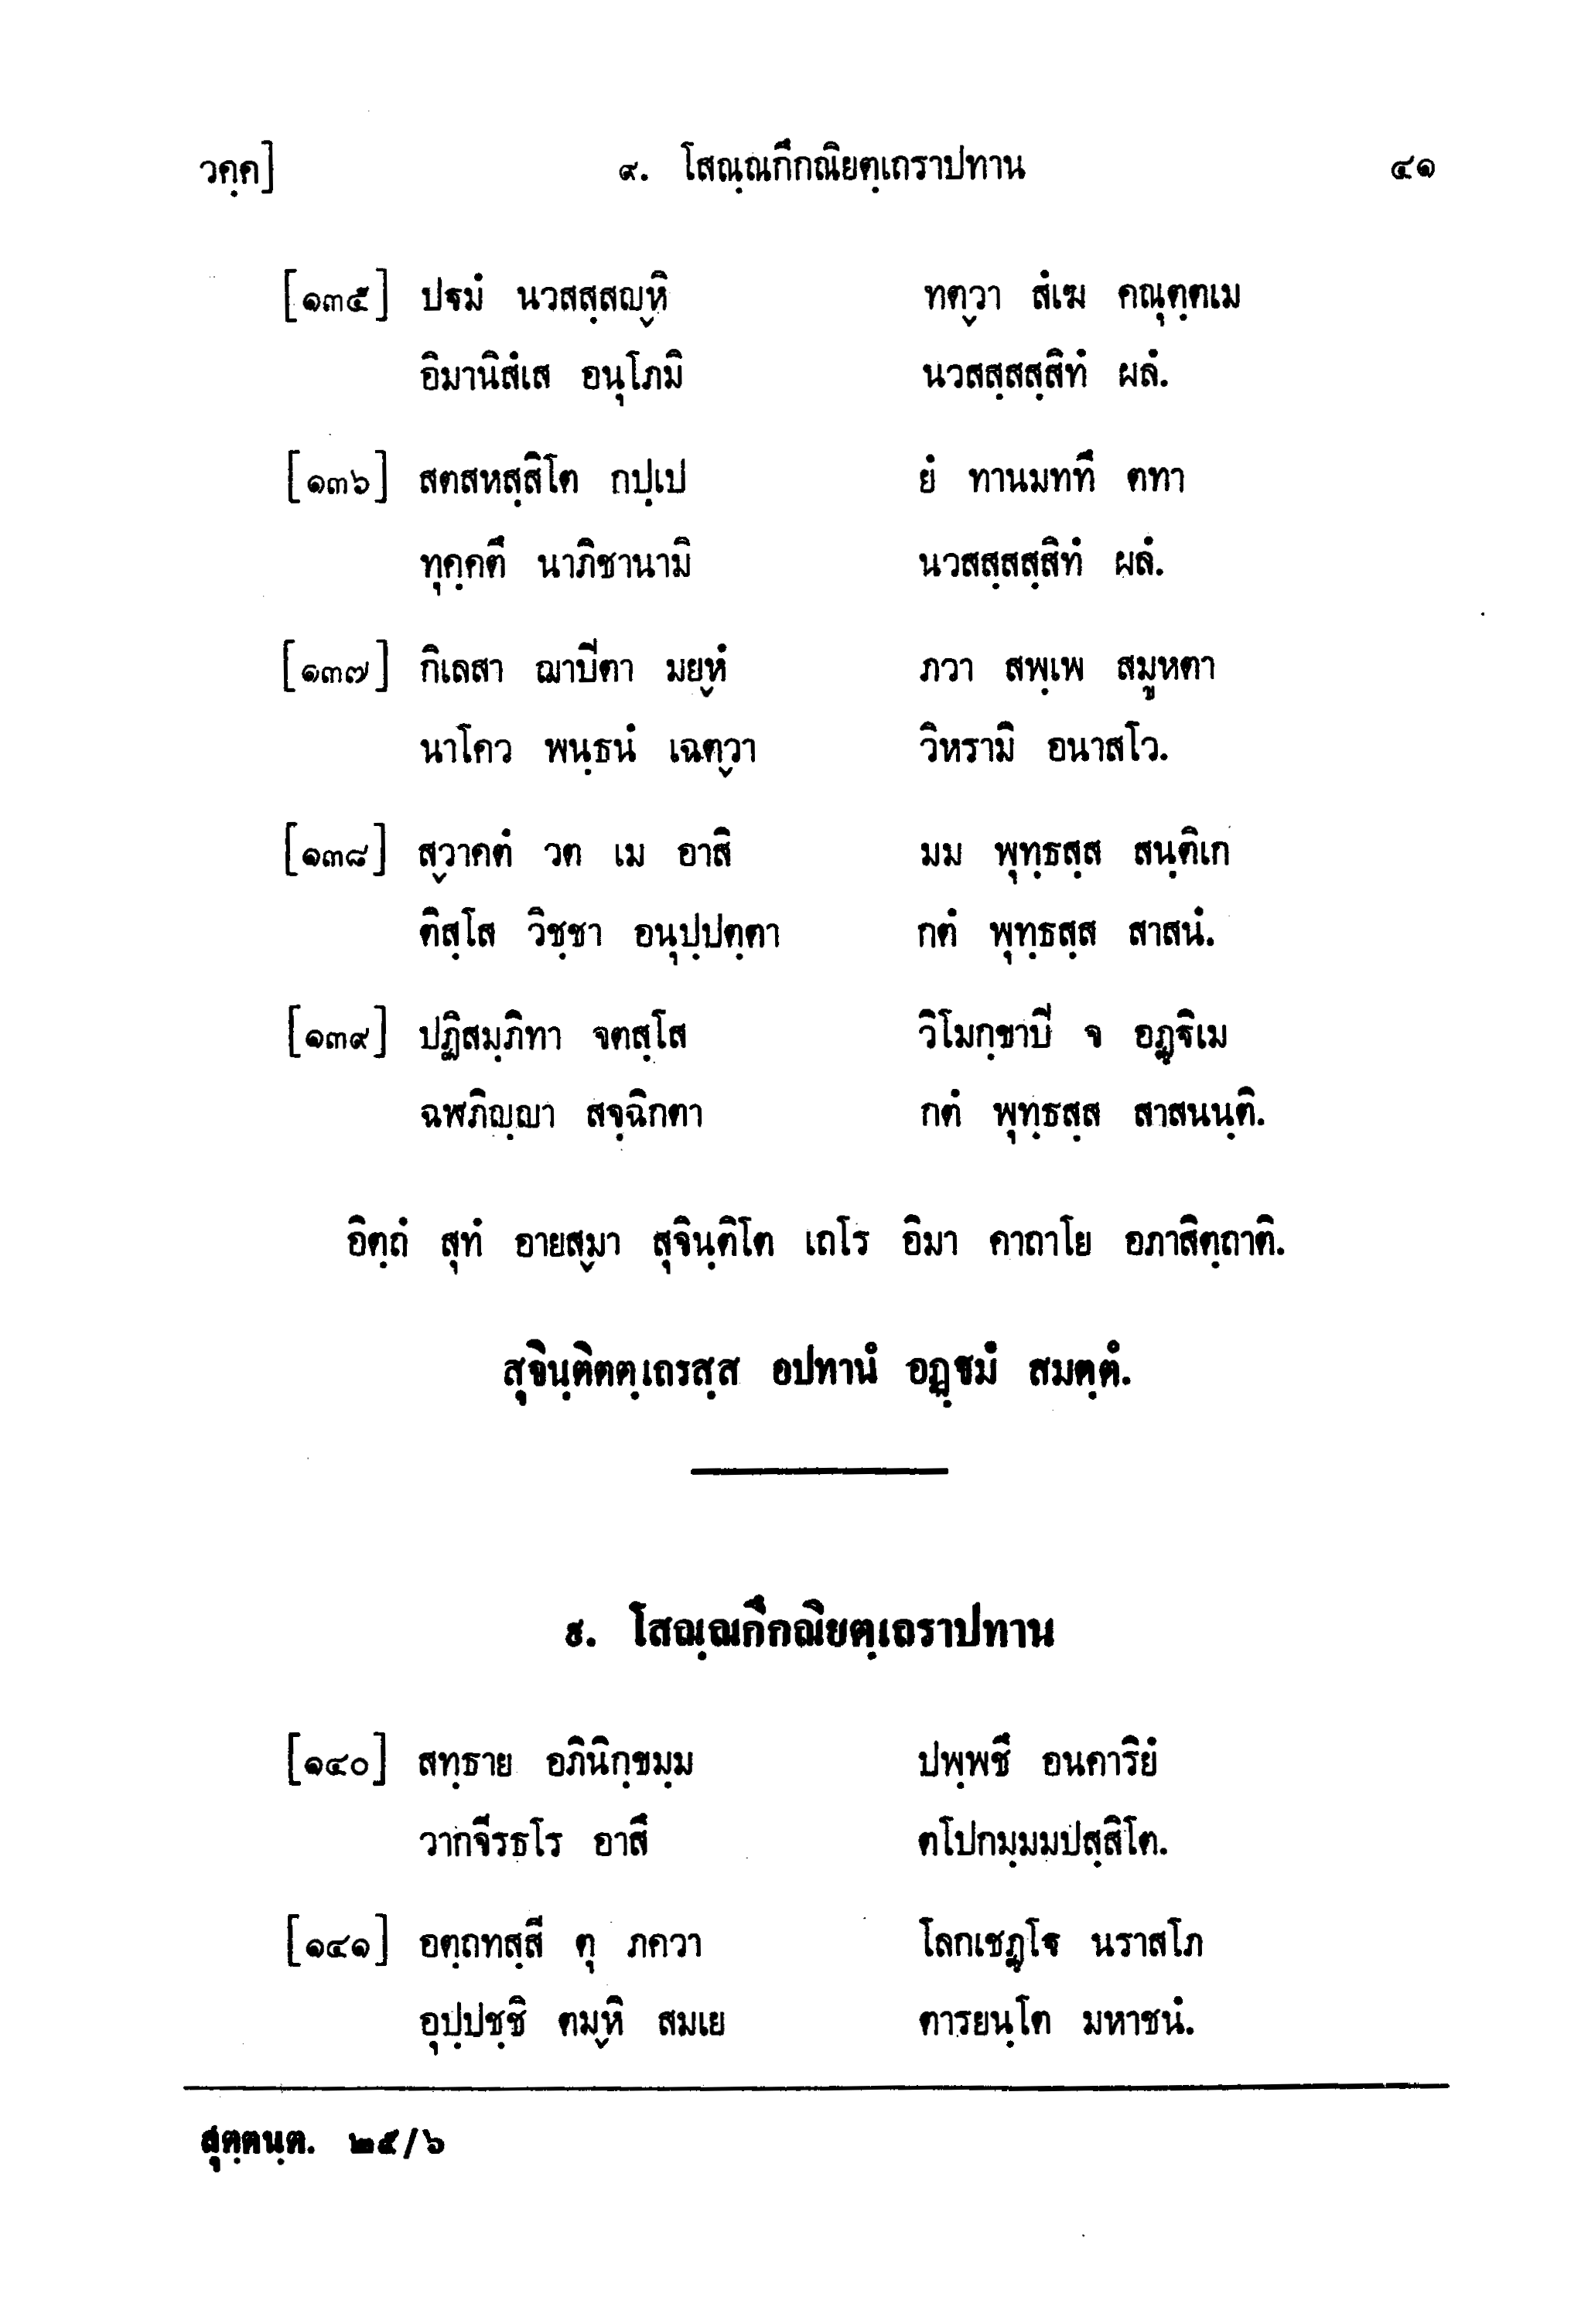 วคฺค] ๙. โสณฺณกึกณิยตฺเถราปทาน ๔๑
[๑๓๕] ปฐมํ นวสสฺสญฺหิ ทตฺวา สํเฆ คณุตฺตเม
อิมานิสํเส อนุโภมิ นวสสฺสสฺสิทํ ผลํ.
[๑๓๖] สตสหสฺสิโต กปฺเป ยํ ทานมททึ ตทา
ทุคฺคตึ นาภิชานามิ นวสสฺสสฺสิทํ ผลํ.
[๑๓๗] กิเลสา ฌาปีตา มยฺหํ ภวา สพฺเพ สมูหตา
นาโคว พนฺธนํ เฉตฺวา วิหรามิ อนาสโว.
[๑๓๘] สฺวาคตํ วต เม อาสิ มม พุทฺธสฺส สนฺติเก
ติสฺโส วิชฺชา อนุปฺปตฺตา กตํ พุทฺธสฺส สาสนํ.
[๑๓๙] ปฏิสมฺภิทา จตสฺโส วิโมกฺขาปี จ อฏฺฐิเม
ฉฬภิญฺญา สจฺฉิกตา กตํ พุทฺธสฺส สาสนนฺติ.
อิตฺถํ สุทํ อายสฺมา สุจินฺติโต เถโร อิมา คาถาโย อภาสิตฺถาติ.
สุจินฺติตตฺเถรสฺส อปทานํ อฏฺฐมํ สมตฺตํ.
๙. โสณฺณกึกณิยตฺเถราปทาน
[๑๔๐] สทฺธาย อภินิกฺขมฺม ปพฺพชึ อนคาริยํ
วากจีรธโร อาสึ ตโปกมฺมมปสฺสิโต.
[๑๔๑] อตฺถทสฺสี ตุ ภควา โลกเชฏฺโฐ นราสโภ
อุปฺปชฺชิ ตมฺหิ สมเย ตารยนฺโต มหาชนํ.
สุตฺตนฺต. ๒๕/๖